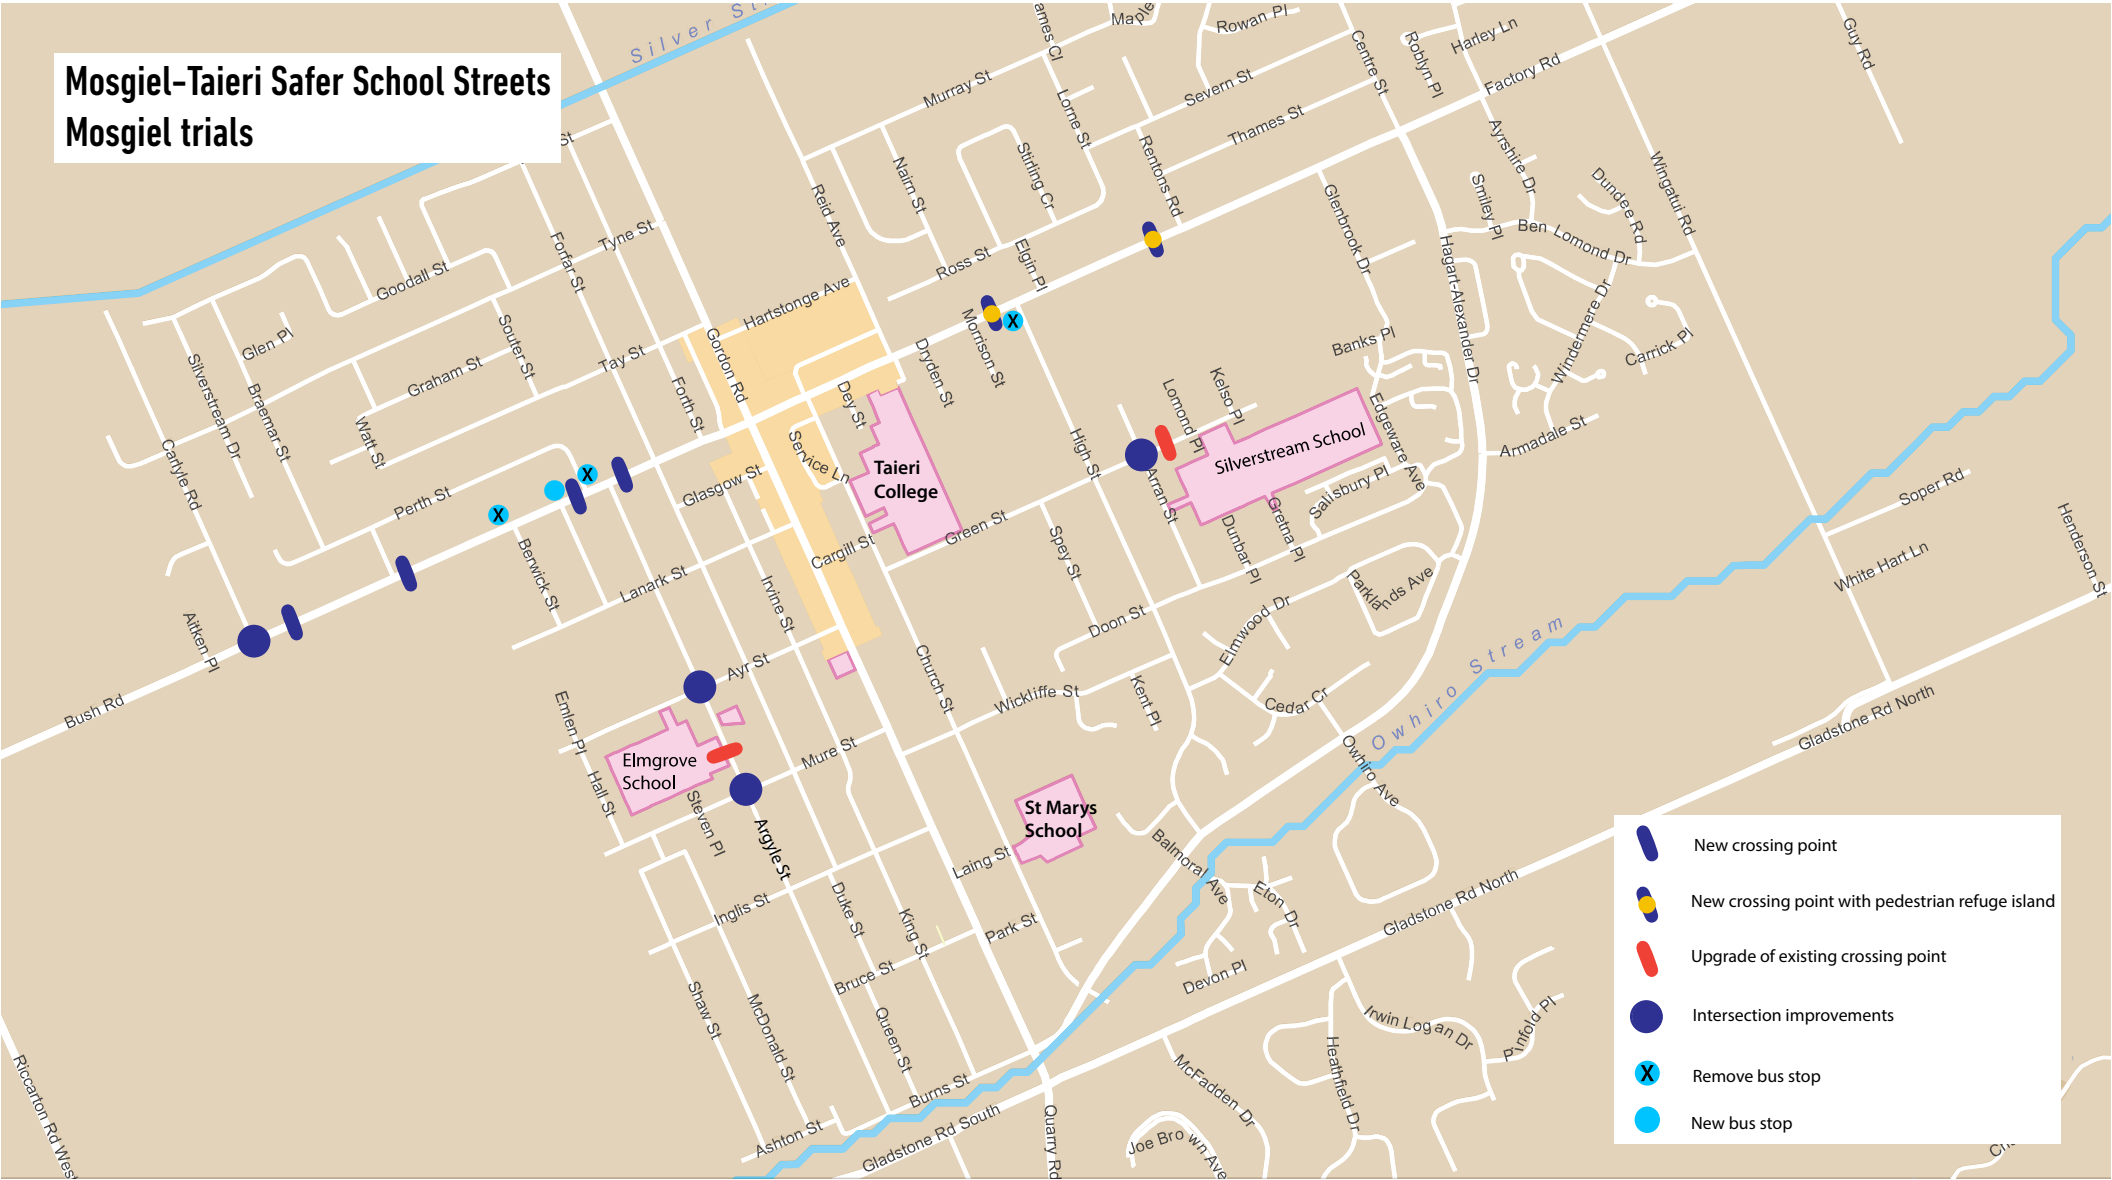 Mosgiel-Taieri Safer School Streets
Mosgiel trials
Silver
Maple
Rowan Pl
Harley Ln
Roblyn Pl
Centre St
Factory Rd
Guy Rd
Murray St
Severn St
Lorne St
Thames St
Rentons Rd
Ayrshire Dr
Wingatui Rd
Stirling Cr
Nairn St
Reid Ave
Smiley Pl
Dundee Rd
Ben Lomond Dr
Glenbrook Dr
Hagart-Alexander Dr
Tyne St
Forfar St
Goodall St
Ross St
Elgin Pl
Hartstonge Ave
Windermere Dr
Carrick Pl
Banks Pl
Glen Pl
Souter St
Tay St
Gordon Rd
Morrison St
Dryden St
Silverstream Dr
Braemar St
Graham St
Forth St
Dey St
Lomond Pl
Kelso Pl
Edgeware Ave
Armadale St
Watt St
Carlyle Rd
Service Ln
Taieri
College
High St
Silverstream School
Salisbury Pl
Soper Rd
Henderson St
Perth St
Glasgow St
Arran St
Green St
Gretna Pl
Dunbar Pl
X
X
X
Cargill St
Spey St
White Hart Ln
Berwick St
Lanark St
Irvine St
Parklands Ave
Elmwood Dr
Doon St
Aitken Pl
Ayr St
Church St
Owhiro Stream
Bush Rd
Emlen Pl
Wickliffe St
Kent Pl
Cedar Cr
Gladstone Rd North
Elmgrove
School
Mure St
Owhiro Ave
Hall St
Steven Pl
Argyle St
St Marys
School
Laing St
Balmoral Ave
Eton Dr
Gladstone Rd North
Inglis St
Duke St
King St
Park St
Bruce St
Devon Pl
Shaw St
McDonald St
Queen St
Irwin Logan Dr
Pinfold Pl
Heathfield Dr
McFadden Dr
Burns St
Ashton St
Gladstone Rd South
Quarry Rd
Joe Brown Ave
Riccarton Rd West
New crossing point
New crossing point with pedestrian refuge island
Upgrade of existing crossing point
Intersection improvements
X
Remove bus stop
New bus stop